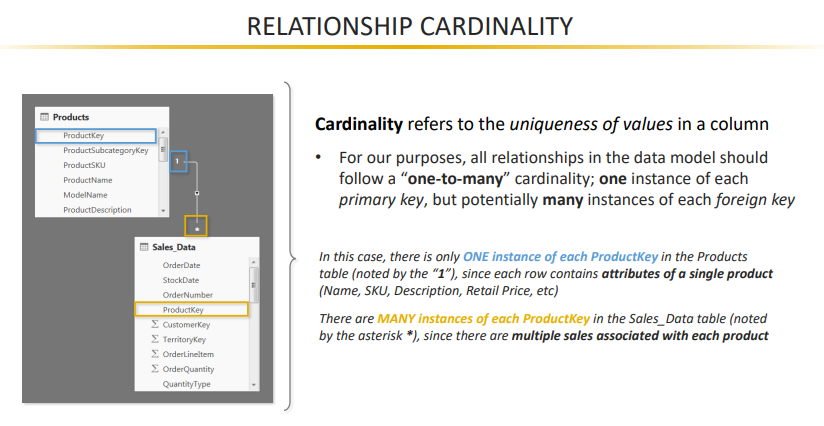 RELATIONSHIP CARDINALITY
Products
ProductKey
ProductSubcategoryKey
ProductSKU
ProductName
ModelName
ProductDescription
1
*
Sales_Data
OrderDate
StockDate
OrderNumber
ProductKey
Σ CustomerKey
Σ TerritoryKey
Σ OrderLineItem
Σ OrderQuantity
QuantityType
Cardinality refers to the uniqueness of values in a column
• For our purposes, all relationships in the data model should
follow a “one-to-many” cardinality; one instance of each
primary key, but potentially many instances of each foreign key
In this case, there is only ONE instance of each ProductKey in the Products
table (noted by the “1”), since each row contains attributes of a single product
(Name, SKU, Description, Retail Price, etc)
There are MANY instances of each ProductKey in the Sales_Data table (noted
by the asterisk *), since there are multiple sales associated with each product